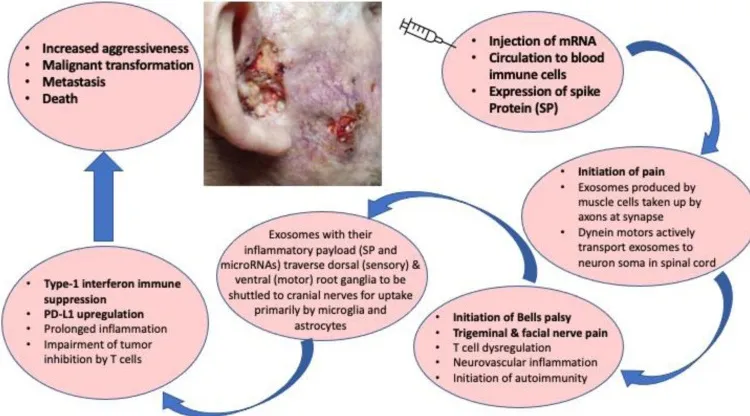 • Increased aggressiveness
• Malignant transformation
• Metastasis
• Death
• Injection of mRNA
• Circulation to blood
immune cells
• Expression of spike
Protein (SP)
• Initiation of pain
• Exosomes produced by
muscle cells taken up by
axons at synapse
• Dynein motors actively
transport exosomes to
neuron soma in spinal cord
• Initiation of Bells palsy
• Trigeminal & facial nerve pain
• T cell dysregulation
• Neurovascular inflammation
• Initiation of autoimmunity
Exosomes with their
inflammatory payload (SP and
microRNAs) traverse dorsal (sensory) &
ventral (motor) root ganglia to be
shuttled to cranial nerves for uptake
primarily by microglia and
astrocytes
• Type-1 interferon immune
suppression
• PD-L1 upregulation
• Prolonged inflammation
• Impairment of tumor
inhibition by T cells